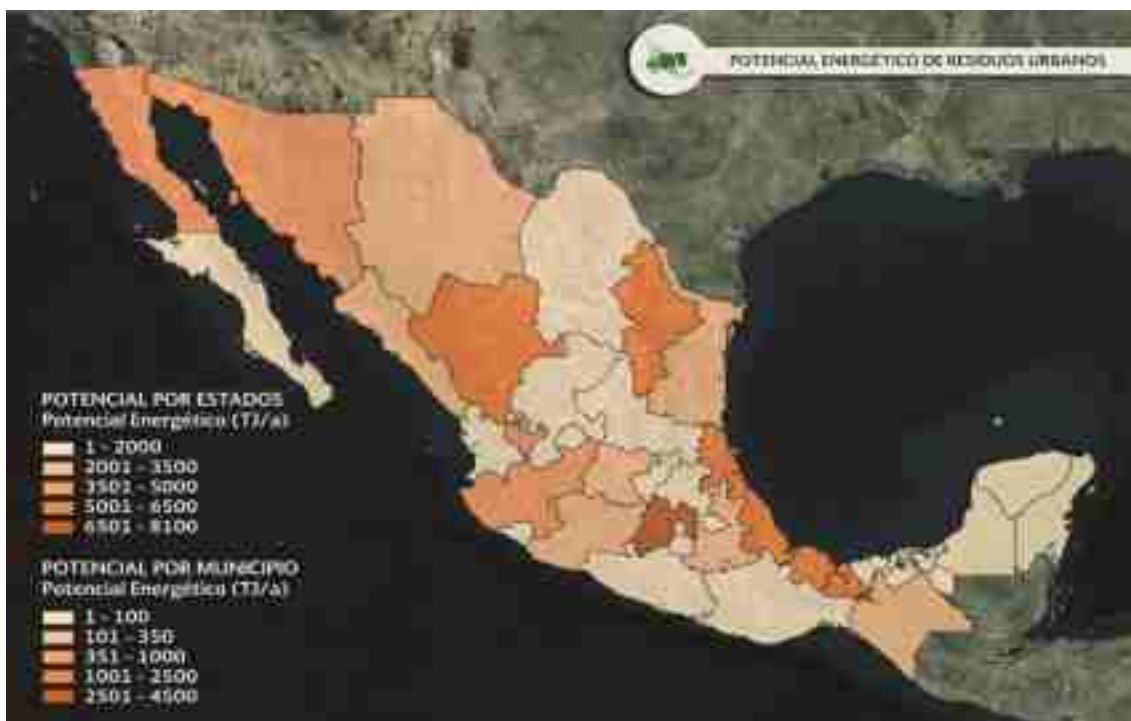 POTENCIAL ENERGÉTICO DE RESIDUOS URBANOS
POTENCIAL POR ESTADOS
Potencial Energético (TJ/a)
1 - 2000
2001 - 3500
3501 - 5000
5001 - 6500
6501 - 8100
POTENCIAL POR MUNICIPIO
Potencial Energético (TJ/a)
1 - 100
101 - 350
351 - 1000
1001 - 2500
2501 - 4500